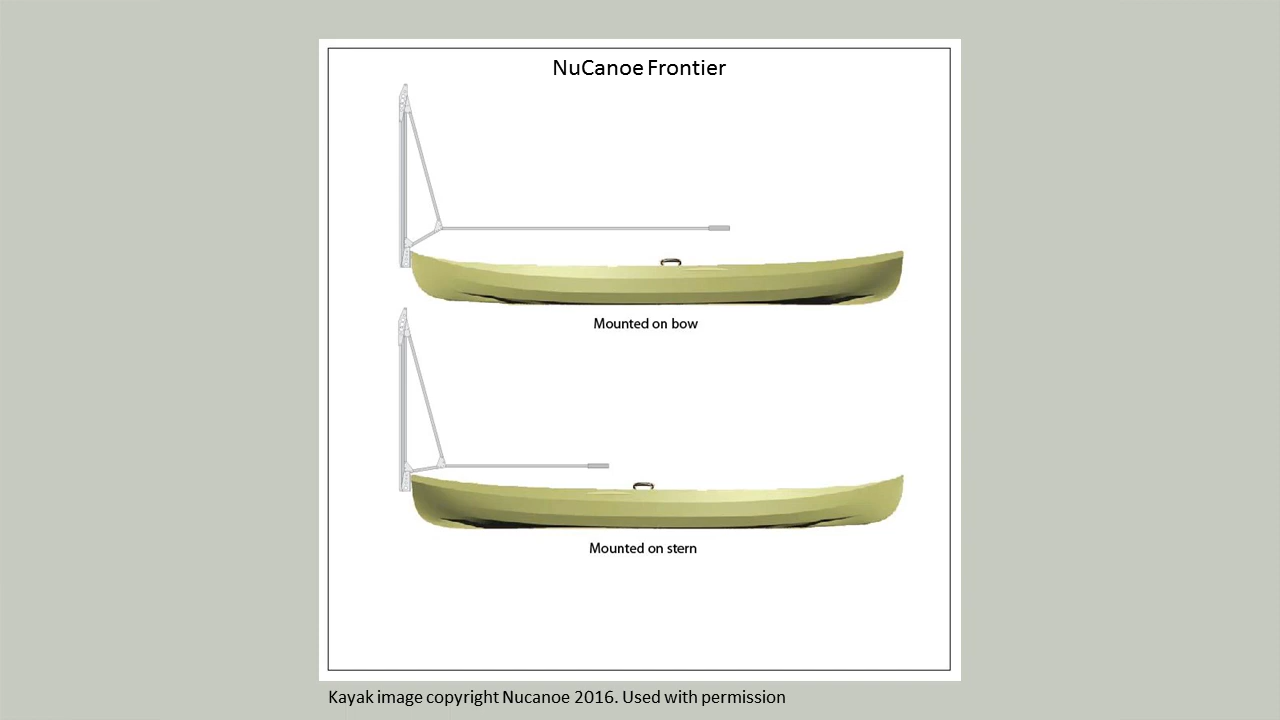 NuCanoe Frontier
Mounted on bow
Mounted on stern
Kayak image copyright Nucanoe 2016. Used with permission